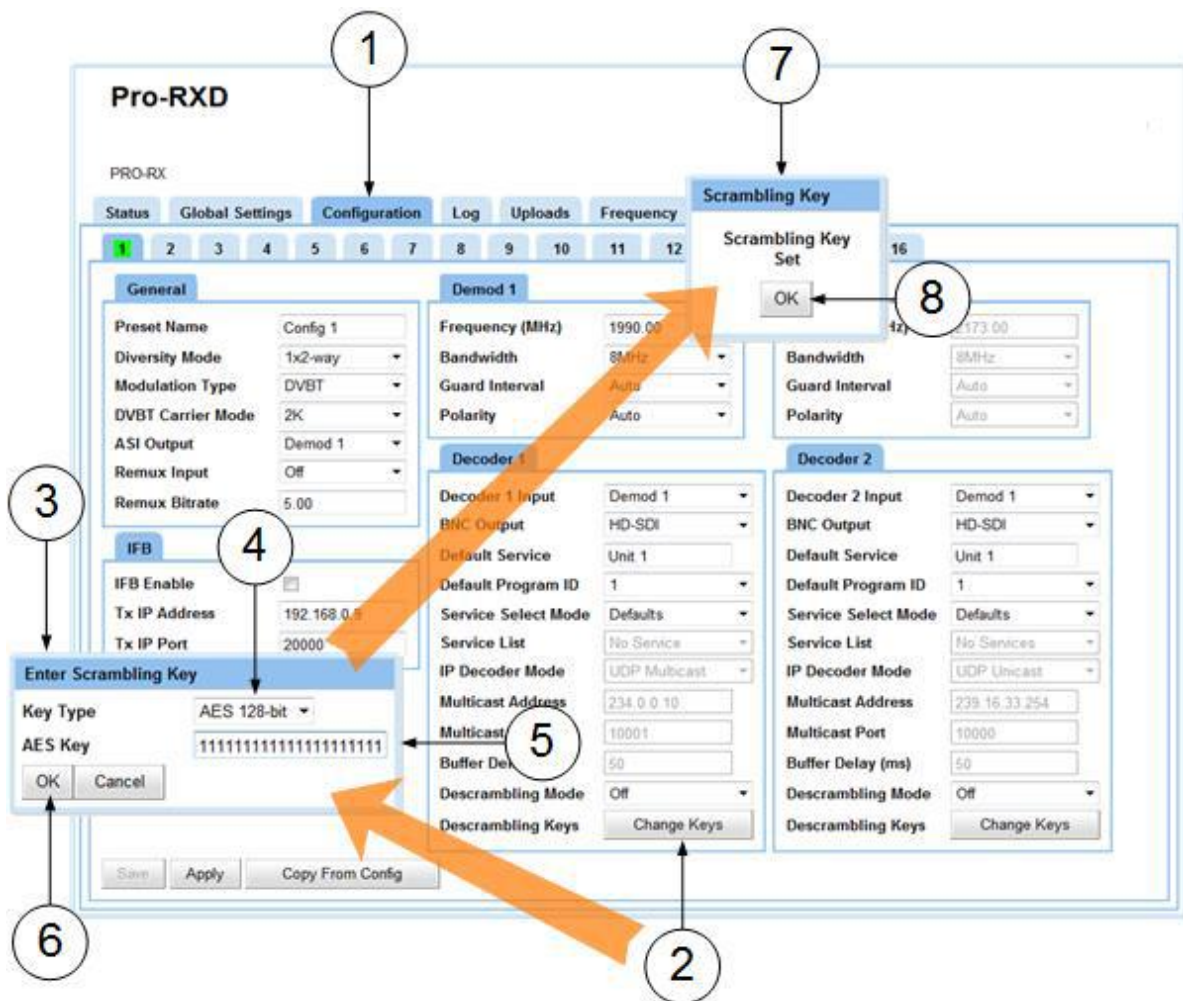 1
7
Pro-RXD
PRO-RX
Status Global Settings Configuration Log Uploads Frequency
1 2 3 4 5 6 7 8 9 10 11 12 16
Scrambling Key
Scrambling Key
Set
OK
8
General
Preset Name Config 1
Diversity Mode 1x2-way
Modulation Type DVBT
DVBT Carrier Mode 2K
ASI Output Demod 1
Remux Input Off
Remux Bitrate 5.00
Demod 1
Frequency (MHz) 1990.00
Bandwidth 8MHz
Guard Interval Auto
Polarity Auto
2173.00
Bandwidth 8MHz
Guard Interval Auto
Polarity Auto
3
4
IFB
IFB Enable
Tx IP Address 192.168.0.
Tx IP Port 20000
Decoder 1
Decoder 1 Input Demod 1
BNC Output HD-SDI
Default Service Unit 1
Default Program ID 1
Service Select Mode Defaults
Service List No Service
IP Decoder Mode UDP Multicast
Multicast Address 234.0.0.10
Multicast 10001
Buffer 50
Descrambling Mode Off
Descrambling Keys Change Keys
Decoder 2
Decoder 2 Input Demod 1
BNC Output HD-SDI
Default Service Unit 1
Default Program ID 1
Service Select Mode Defaults
Service List No Services
IP Decoder Mode UDP Unicast
Multicast Address 239.16.33.254
Multicast Port 10000
Buffer Delay (ms) 50
Descrambling Mode Off
Descrambling Keys Change Keys
Enter Scrambling Key
Key Type AES 128-bit
AES Key
5
OK Cancel
Save Apply Copy From Config
6
2